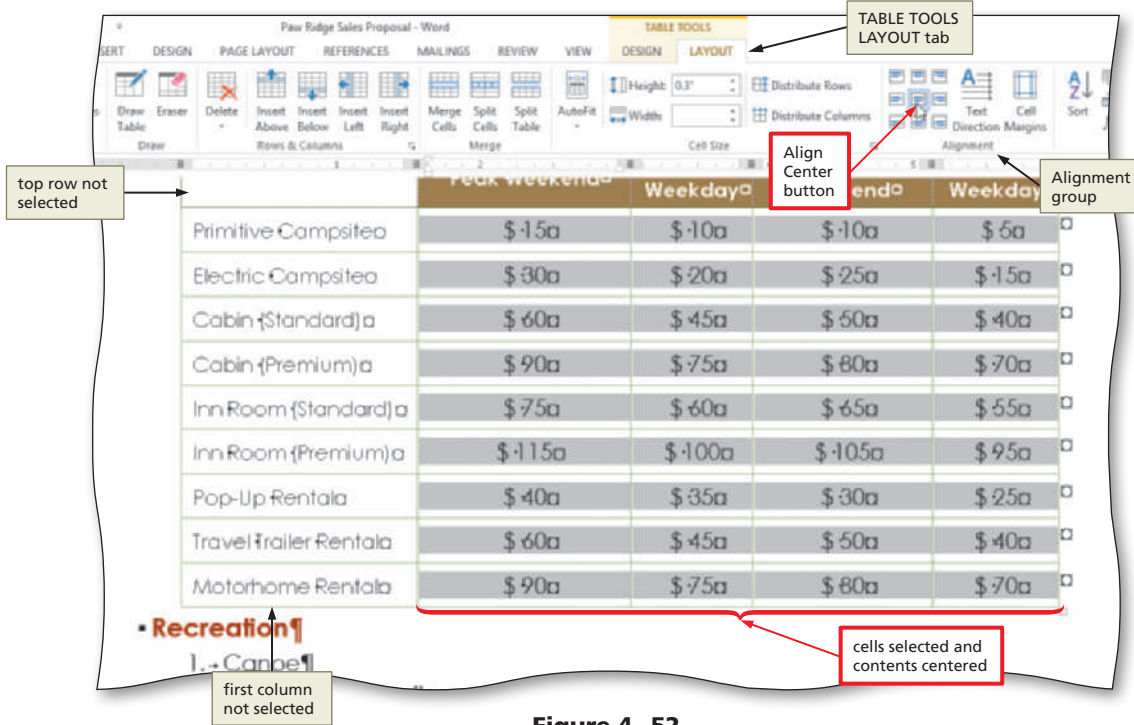 Paw Ridge Sales Proposal - Word
TABLE TOOLS
TABLE TOOLS
LAYOUT tab
SERT DESIGN PAGE LAYOUT REFERENCES MAILINGS REVIEW VIEW DESIGN LAYOUT
Height: 0.3" Distribute Rows
Draw Table Eraser Delete Insert Above Insert Below Insert Left Insert Right Merge Cells Split Cells Split Table AutoFit Width: Distribute Columns Text Direction Cell Margins Sort
Draw Rows & Columns Merge Cell Size Alignment
Align
Center
button
Alignment
group
top row not
selected
Peak Weekend¤ Weekday¤ end¤ Weekday
Primitive·Campsite¤ $·15¤ $·10¤ $·10¤ $·5¤
Electric·Campsite¤ $·30¤ $·20¤ $·25¤ $·15¤
Cabin·(Standard)¤ $·60¤ $·45¤ $·50¤ $·40¤
Cabin·(Premium)¤ $·90¤ $·75¤ $·80¤ $·70¤
Inn·Room·(Standard)¤ $·75¤ $·60¤ $·65¤ $·55¤
Inn·Room·(Premium)¤ $·115¤ $·100¤ $·105¤ $·95¤
Pop-Up·Rental¤ $·40¤ $·35¤ $·30¤ $·25¤
Travel·Trailer·Rental¤ $·60¤ $·45¤ $·50¤ $·40¤
Motorhome·Rental¤ $·90¤ $·75¤ $·80¤ $·70¤
▪ Recreation¶
1.→Canoe¶
cells selected and
contents centered
first column
not selected
Figure 4–52